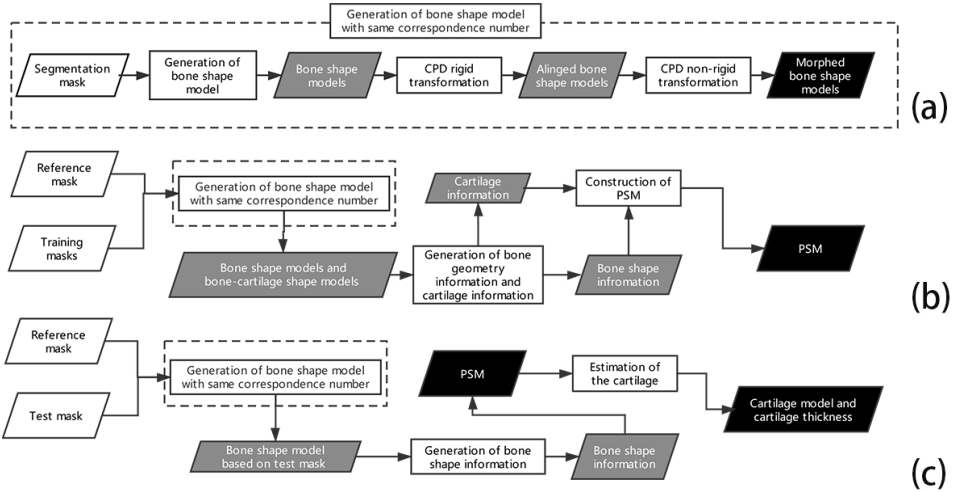 Generation of bone shape model
with same correspondence number
Segmentation
mask
Generation of
bone shape
model
Bone shape
models
CPD rigid
transformation
Alinged bone
shape models
CPD non-rigid
transformation
Morphed
bone shape
models
(a)
Reference
mask
Training
masks
Generation of bone shape model
with same correspondence number
Bone shape models and
bone-cartilage shape models
Cartilage
information
Generation of bone
geometry
information and
cartilage information
Construction of
PSM
Bone shape
infromation
PSM
(b)
Reference
mask
Test mask
Generation of bone shape model
with same correspondence number
Bone shape model
based on test mask
Generation of bone
shape information
PSM
Bone shape
information
Estimation of
the cartilage
Cartilage model and
cartilage thickness
(c)